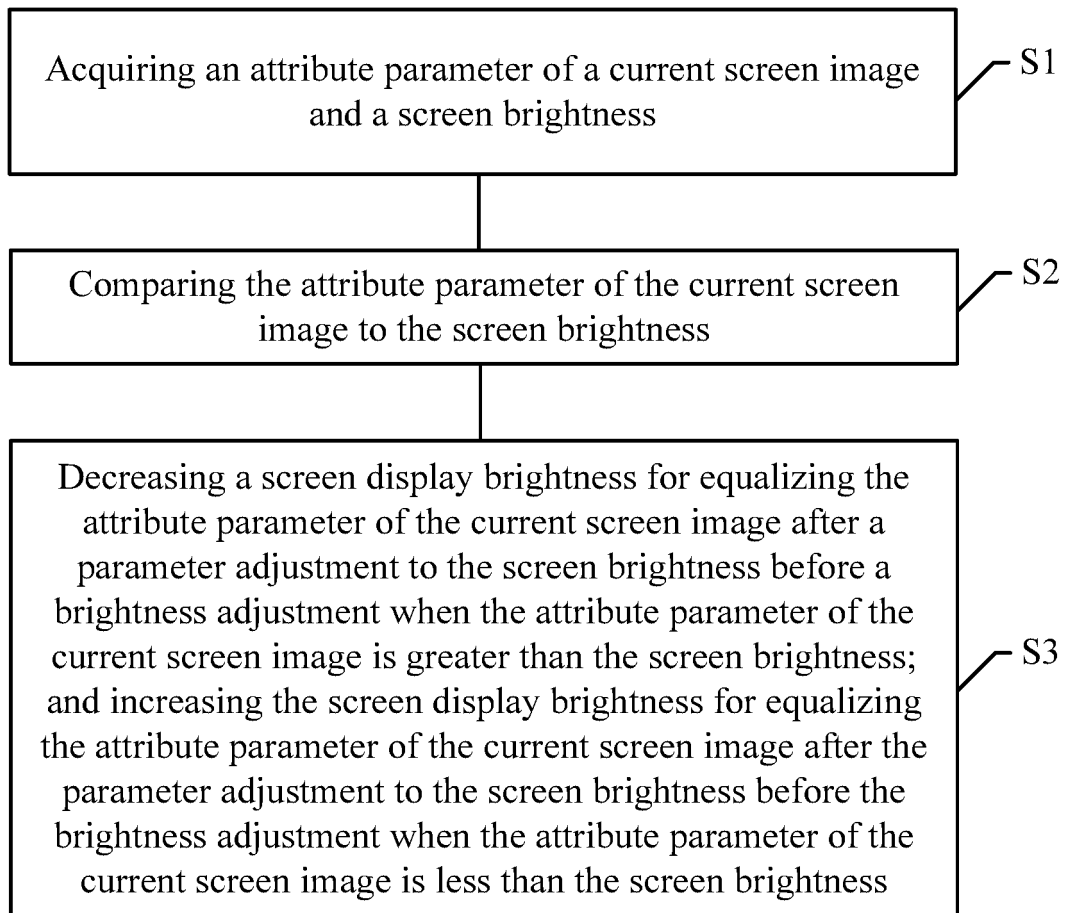 Acquiring an attribute parameter of a current screen image
and a screen brightness
S1
Comparing the attribute parameter of the current screen
image to the screen brightness
S2
Decreasing a screen display brightness for equalizing the
attribute parameter of the current screen image after a
parameter adjustment to the screen brightness before a
brightness adjustment when the attribute parameter of the
current screen image is greater than the screen brightness;
and increasing the screen display brightness for equalizing
the attribute parameter of the current screen image after the
parameter adjustment to the screen brightness before the
brightness adjustment when the attribute parameter of the
current screen image is less than the screen brightness
S3